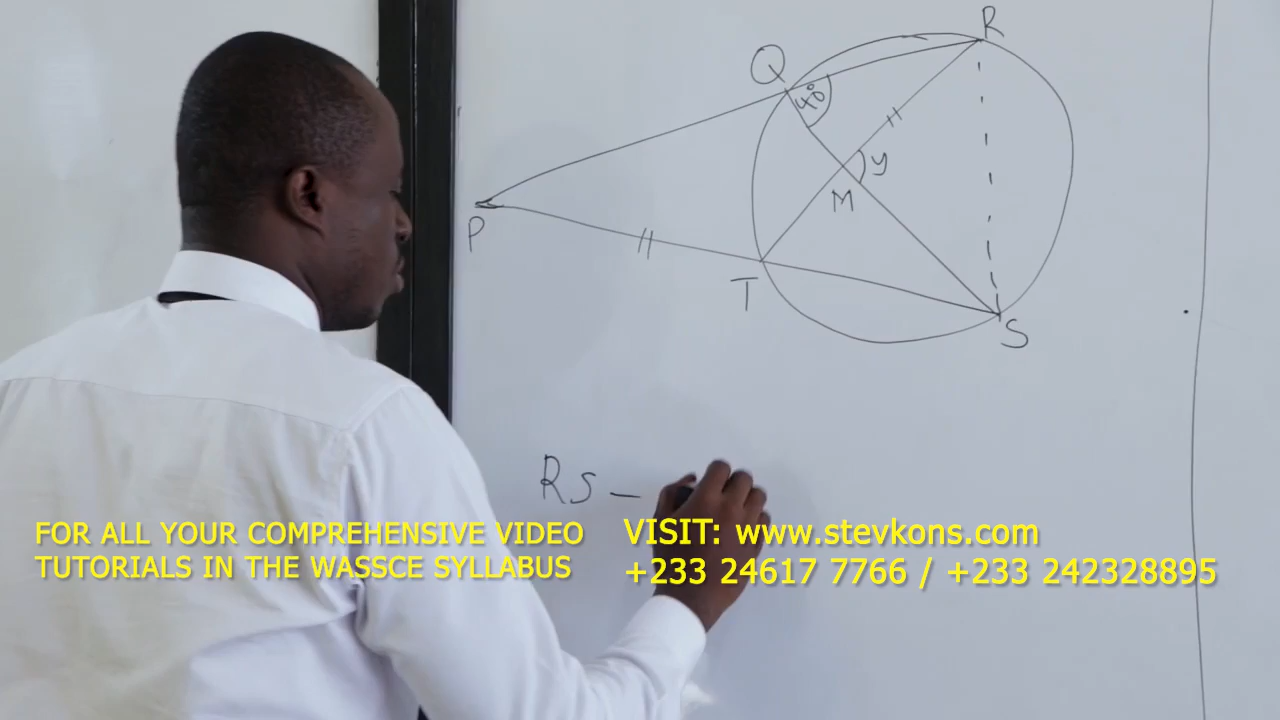 R
Q
40°
y
M
P
T
S
RS —
FOR ALL YOUR COMPREHENSIVE VIDEO
TUTORIALS IN THE WASSCE SYLLABUS
VISIT: www.stevkons.com
+233 24617 7766 / +233 242328895